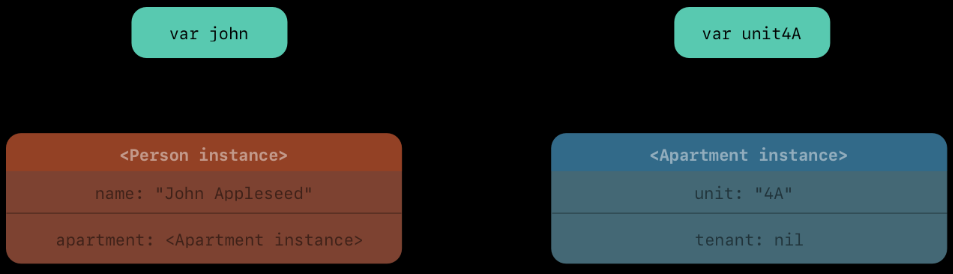 var john
var unit4A
<Person instance>
name: "John Appleseed"
apartment: <Apartment instance>
<Apartment instance>
unit: "4A"
tenant: nil